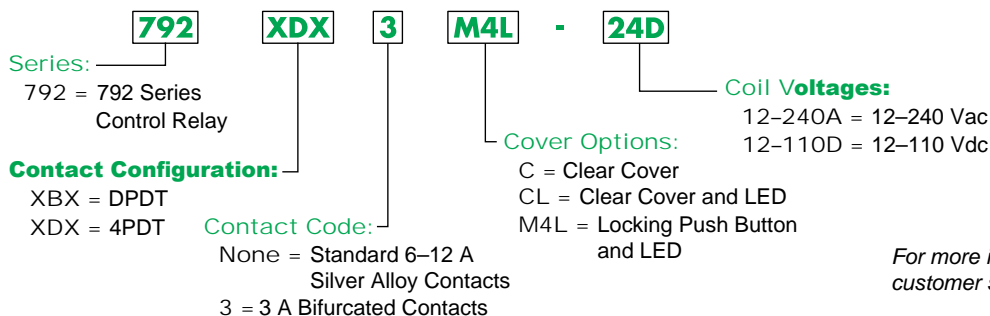 792 XDX 3 M4L - 24D
Series:
792 = 792 Series
Control Relay
Contact Configuration:
XBX = DPDT
XDX = 4PDT
Contact Code:
None = Standard 6–12 A
Silver Alloy Contacts
3 = 3 A Bifurcated Contacts
Cover Options:
C = Clear Cover
CL = Clear Cover and LED
M4L = Locking Push Button
and LED
Coil Voltages:
12-240A = 12–240 Vac
12-110D = 12–110 Vdc
For more
customer